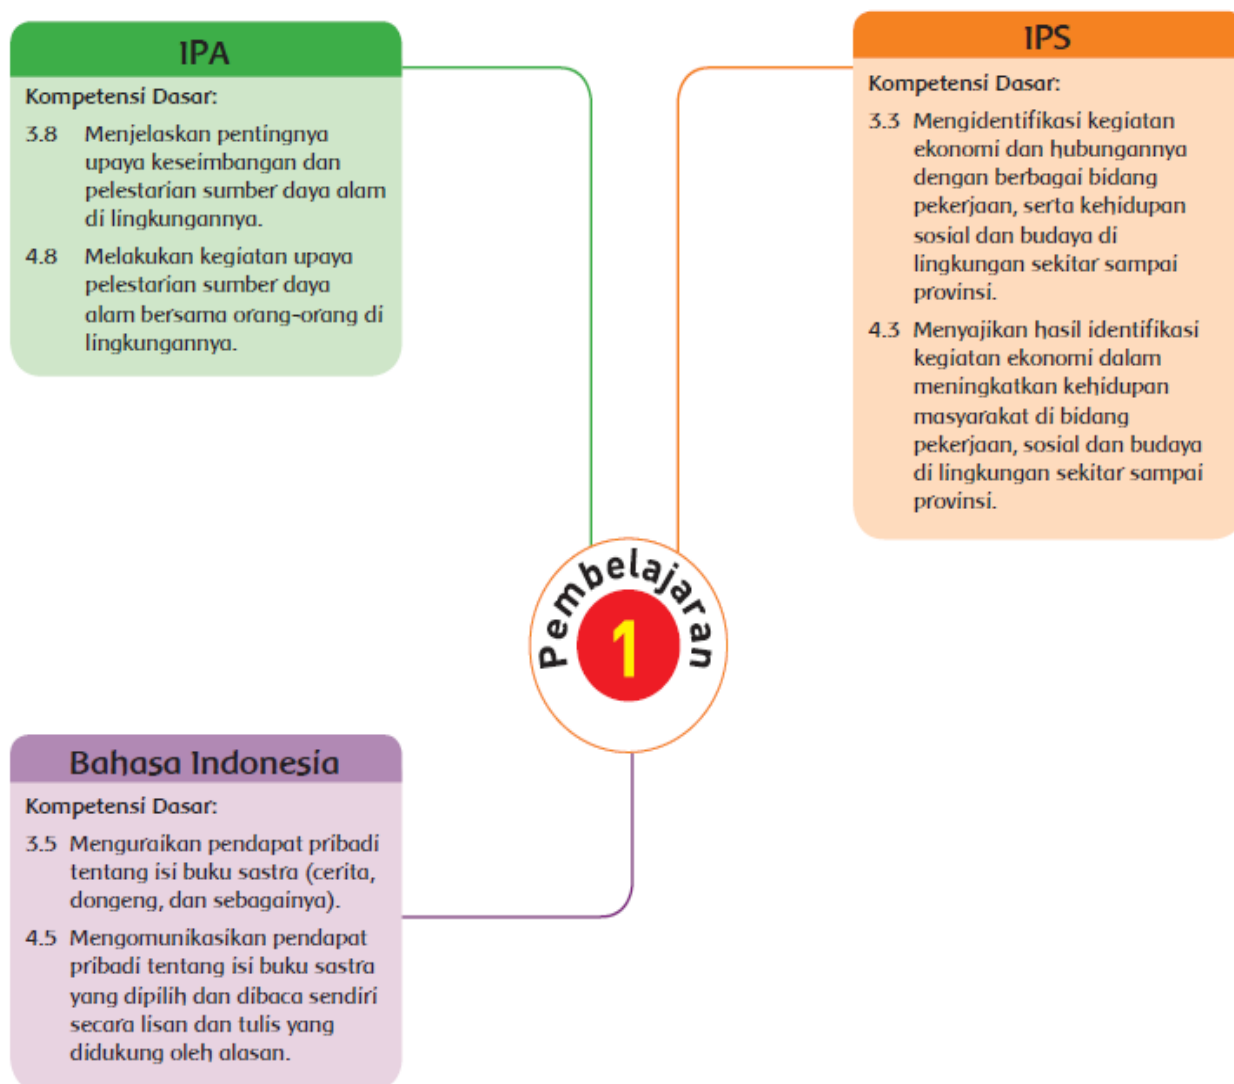 IPA
Kompetensi Dasar:
3.8 Menjelaskan pentingnya
upaya keseimbangan dan
pelestarian sumber daya alam
di lingkungannya.
4.8 Melakukan kegiatan upaya
pelestarian sumber daya
alam bersama orang-orang di
lingkungannya.
IPS
Kompetensi Dasar:
3.3 Mengidentifikasi kegiatan
ekonomi dan hubungannya
dengan berbagai bidang
pekerjaan, serta kehidupan
sosial dan budaya di
lingkungan sekitar sampai
provinsi.
4.3 Menyajikan hasil identifikasi
kegiatan ekonomi dalam
meningkatkan kehidupan
masyarakat di bidang
pekerjaan, sosial dan budaya
di lingkungan sekitar sampai
provinsi.
Pembelajaran
1
Bahasa Indonesia
Kompetensi Dasar:
3.5 Menguraikan pendapat pribadi
tentang isi buku sastra (cerita,
dongeng, dan sebagainya).
4.5 Mengomunikasikan pendapat
pribadi tentang isi buku sastra
yang dipilih dan dibaca sendiri
secara lisan dan tulis yang
didukung oleh alasan.